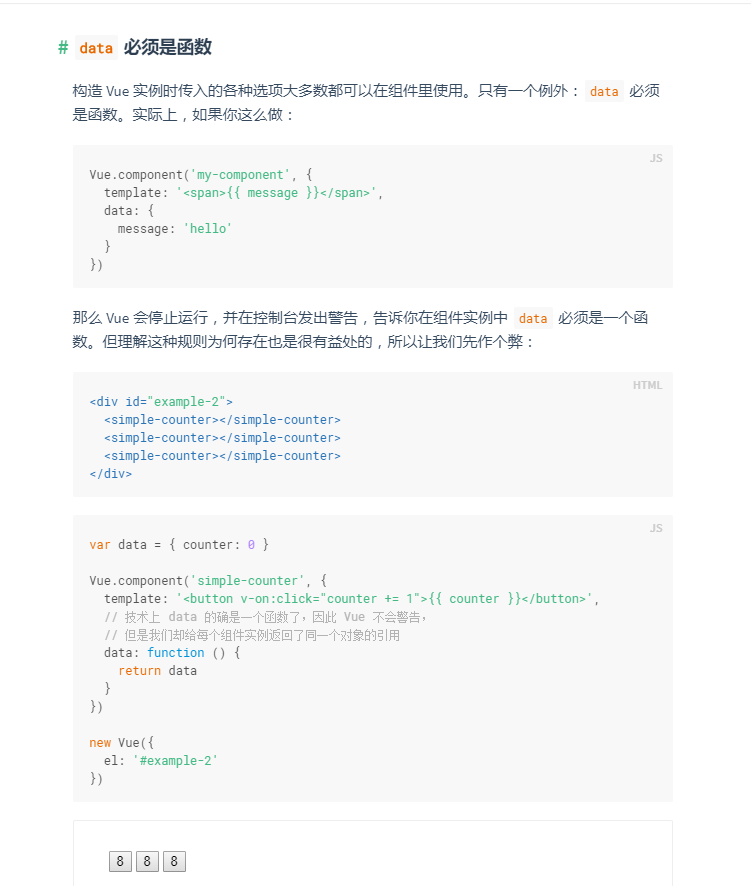 # data 必须是函数
构造 Vue 实例时传入的各种选项大多数都可以在组件里使用。只有一个例外：data 必须
是函数。实际上，如果你这么做：
JS
Vue.component('my-component', {
  template: '<span>{{ message }}</span>',
  data: {
    message: 'hello'
  }
})
那么 Vue 会停止运行，并在控制台发出警告，告诉你在组件实例中 data 必须是一个函
数。但理解这种规则为何存在也是很有益处的，所以让我们先作个弊：
HTML
<div id="example-2">
  <simple-counter></simple-counter>
  <simple-counter></simple-counter>
  <simple-counter></simple-counter>
</div>
JS
var data = { counter: 0 }
Vue.component('simple-counter', {
  template: '<button v-on:click="counter += 1">{{ counter }}</button>',
  // 技术上 data 的确是一个函数了，因此 Vue 不会警告，
  // 但是我们却给每个组件实例返回了同一个对象的引用
  data: function () {
    return data
  }
})
new Vue({
  el: '#example-2'
})
8 8 8